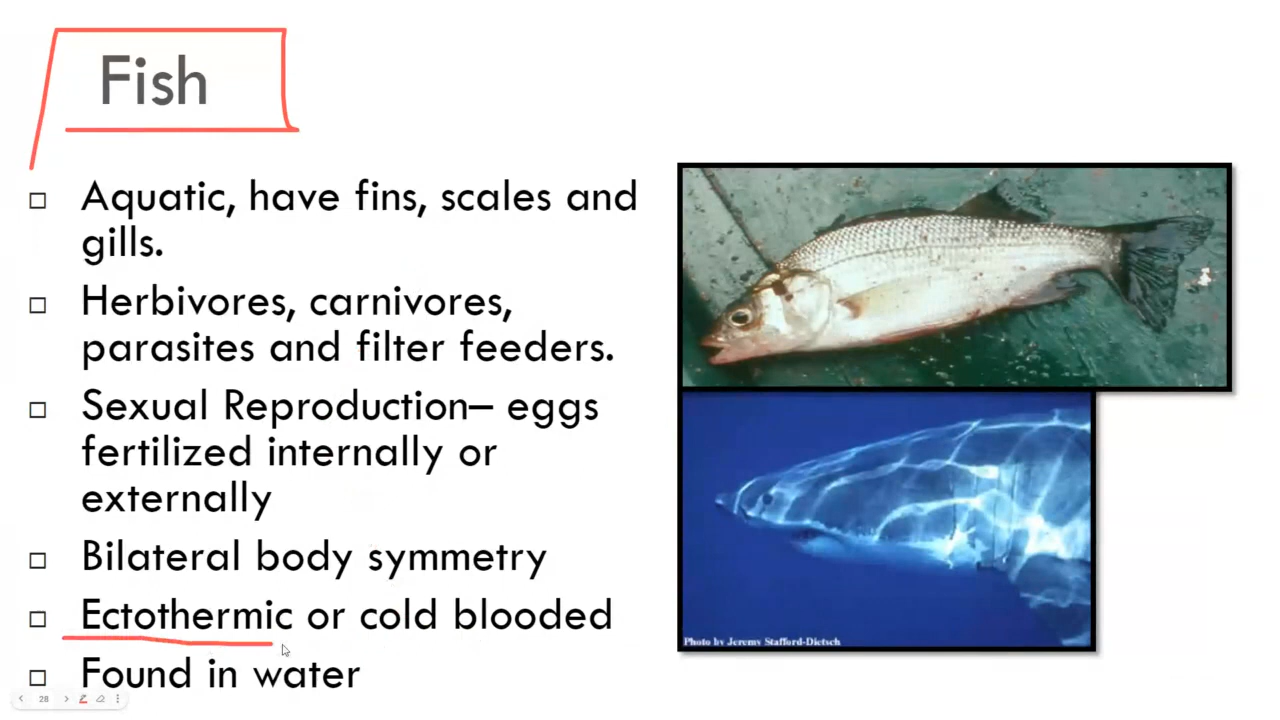 Fish
Aquatic, have fins, scales and
gills.
Herbivores, carnivores,
parasites and filter feeders.
Sexual Reproduction– eggs
fertilized internally or
externally
Bilateral body symmetry
Ectothermic or cold blooded
Found in water
Photo by Jeremy Stafford-Dietsch
28